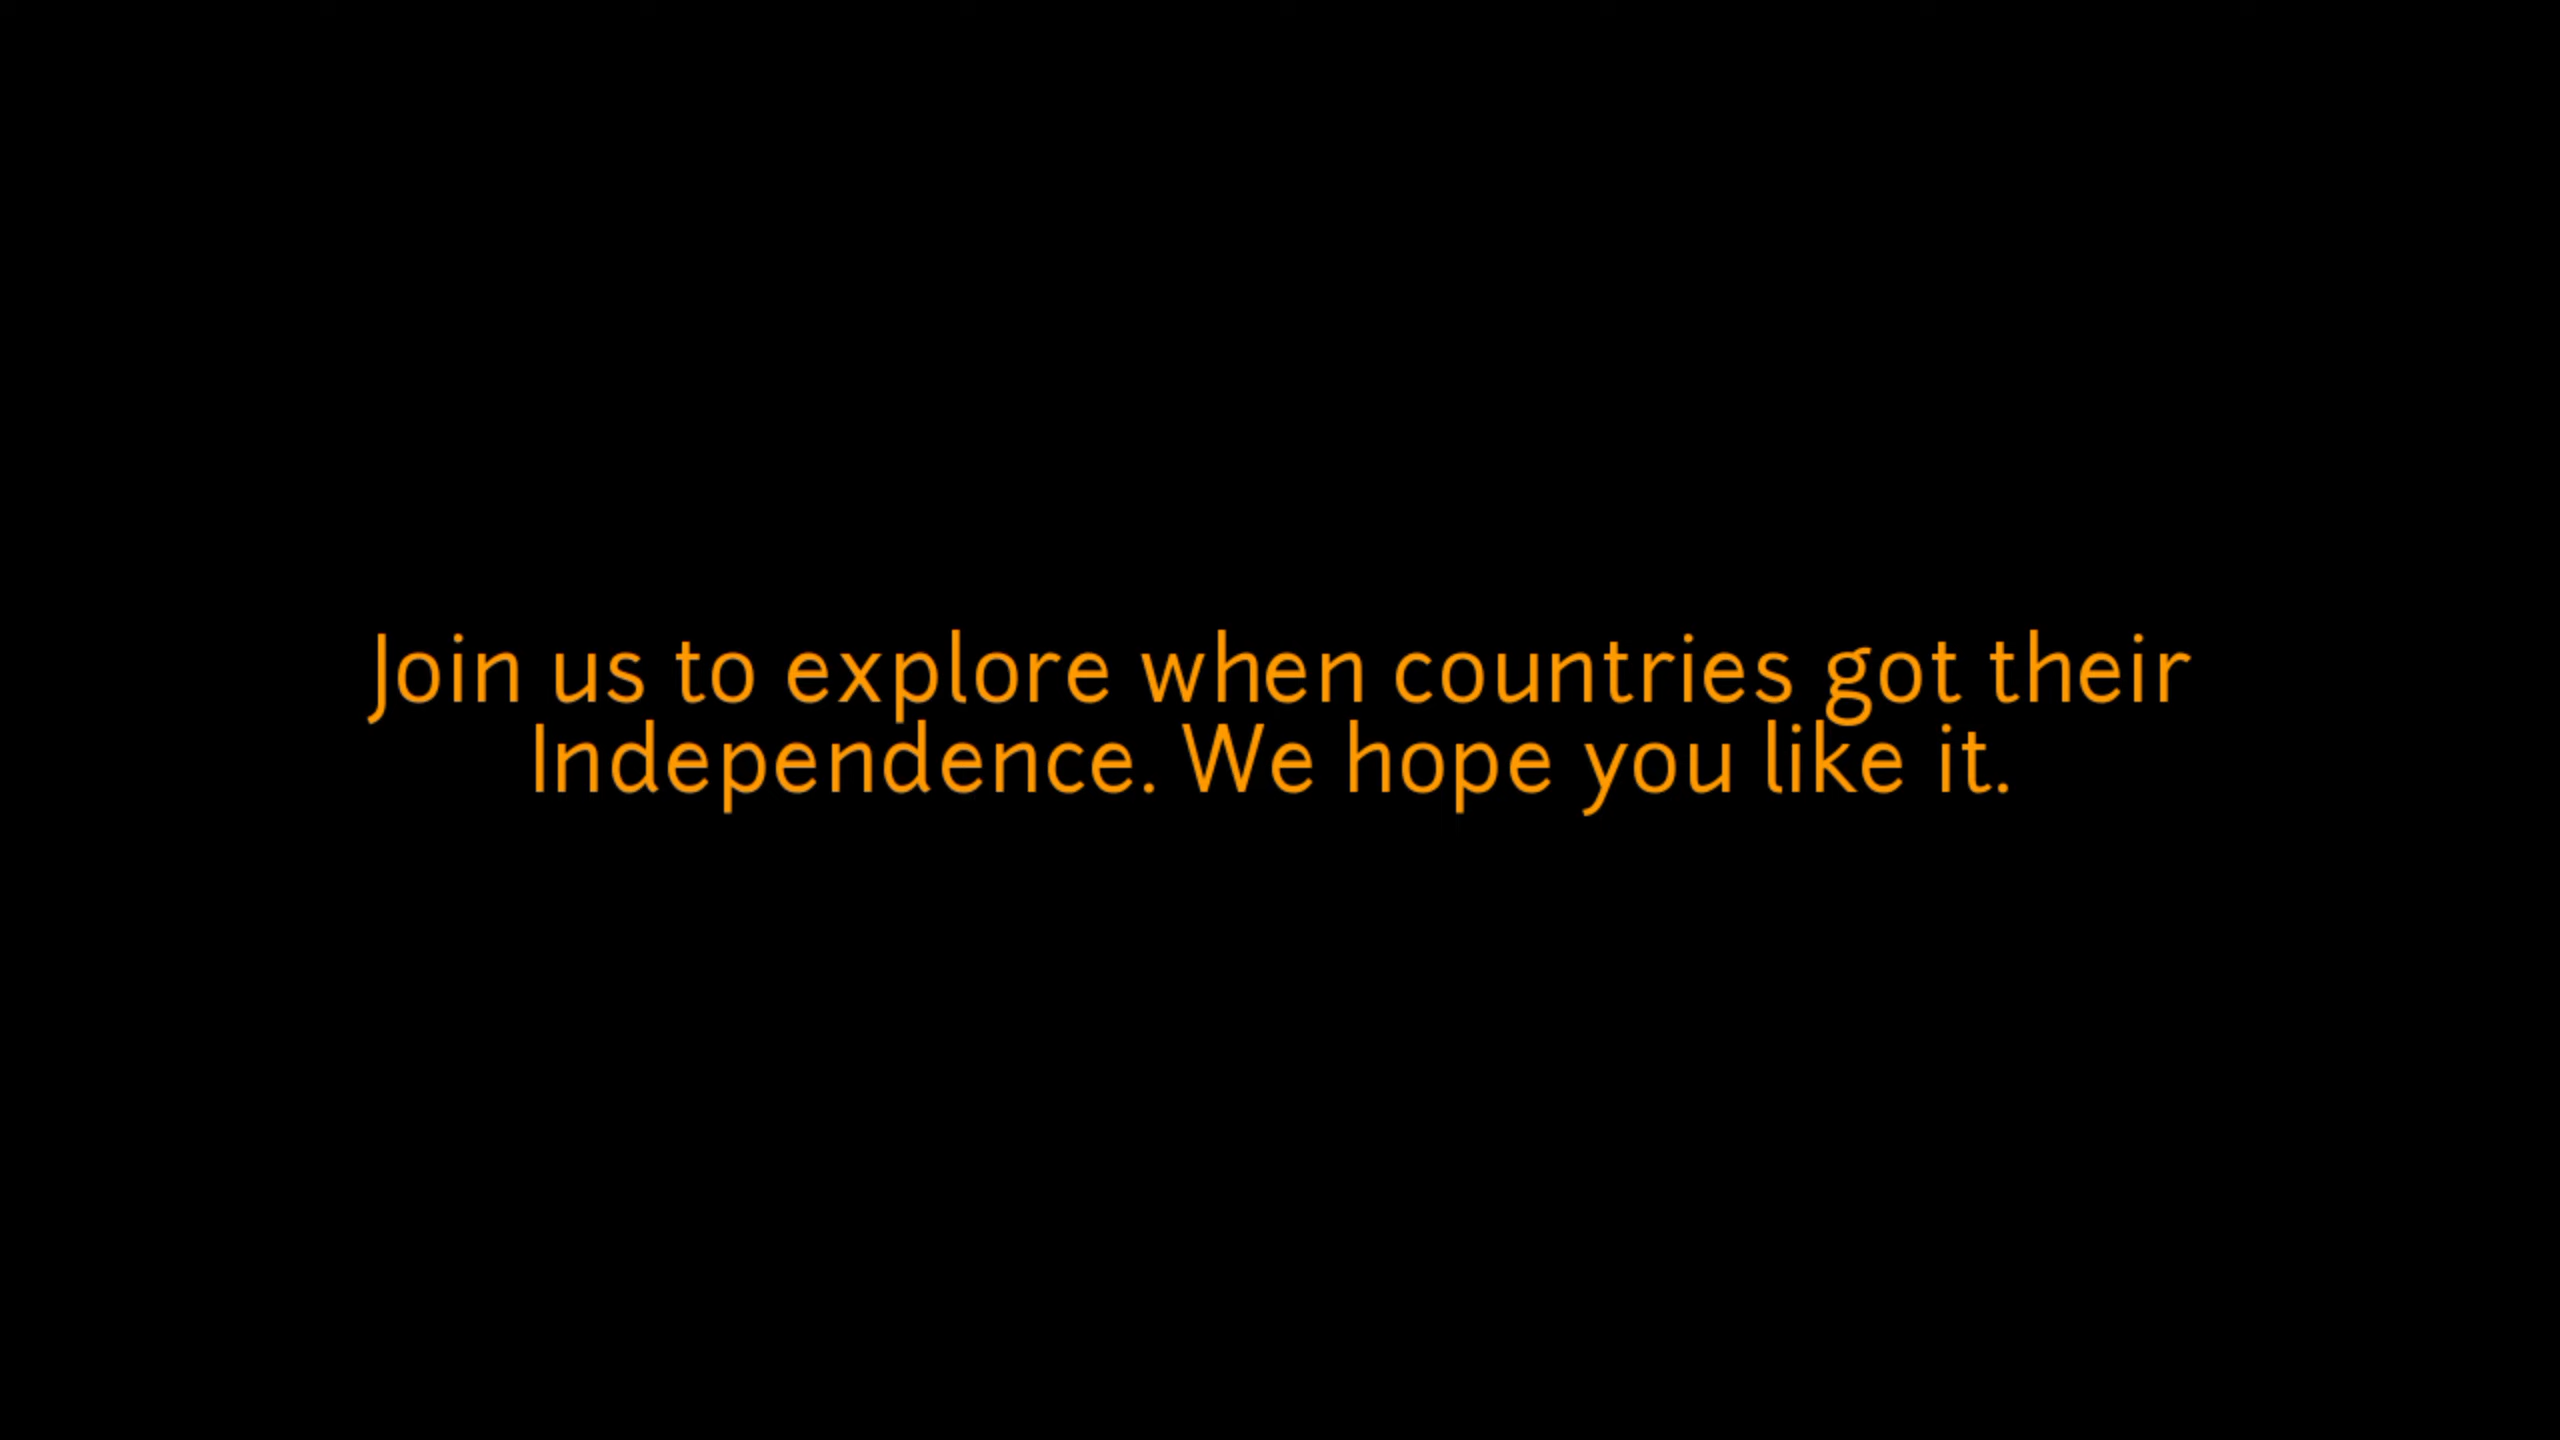 Join us to explore when countries got their
Independence. We hope you like it.